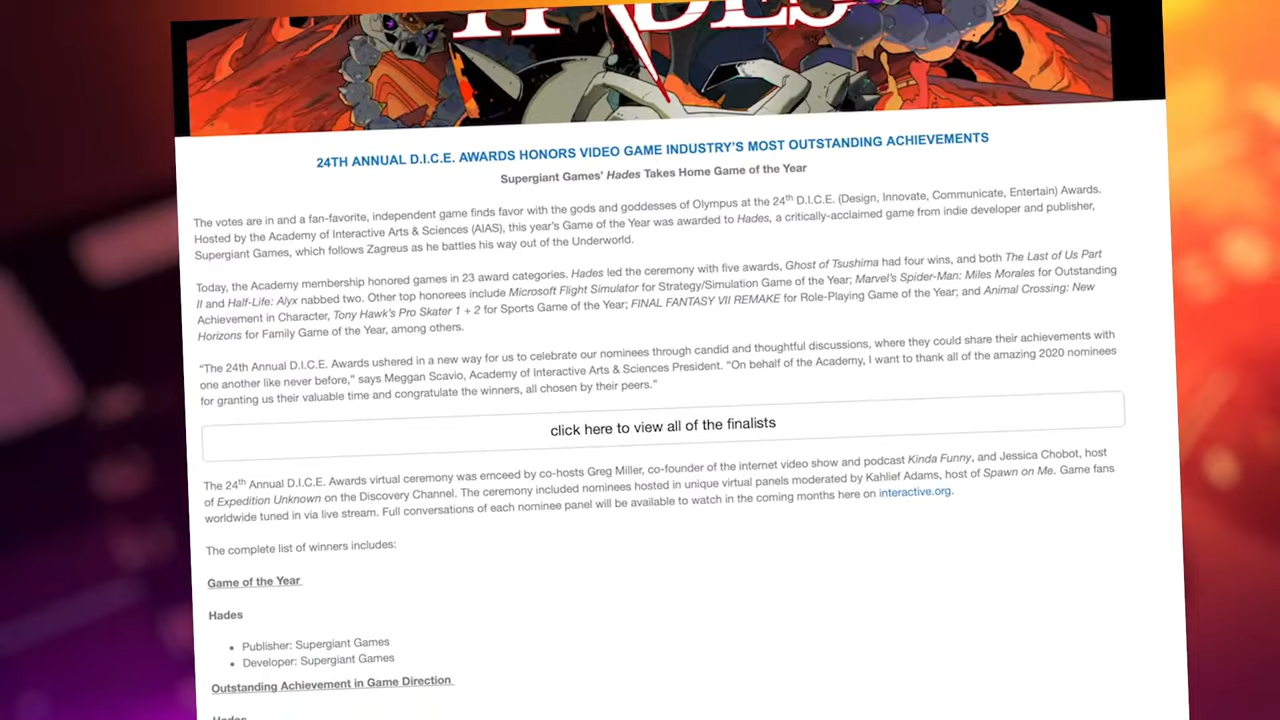 HADES
24TH ANNUAL D.I.C.E. AWARDS HONORS VIDEO GAME INDUSTRY'S MOST OUTSTANDING ACHIEVEMENTS
Supergiant Games' Hades Takes Home Game of the Year
The votes are in and a fan-favorite, independent game finds favor with the gods and goddesses of Olympus at the 24th D.I.C.E. (Design, Innovate, Communicate, Entertain) Awards.
Hosted by the Academy of Interactive Arts & Sciences (AIAS), this year's Game of the Year was awarded to Hades, a critically-acclaimed game from indie developer and publisher,
Supergiant Games, which follows Zagreus as he battles his way out of the Underworld.
Today, the Academy membership honored games in 23 award categories. Hades led the ceremony with five awards, Ghost of Tsushima had four wins, and both The Last of Us Part
II and Half-Life: Alyx nabbed two. Other top honorees include Microsoft Flight Simulator for Strategy/Simulation Game of the Year; Marvel's Spider-Man: Miles Morales for Outstanding
Achievement in Character, Tony Hawk's Pro Skater 1 + 2 for Sports Game of the Year; FINAL FANTASY VII REMAKE for Role-Playing Game of the Year; and Animal Crossing: New
Horizons for Family Game of the Year, among others.
"The 24th Annual D.I.C.E. Awards ushered in a new way for us to celebrate our nominees through candid and thoughtful discussions, where they could share their achievements with
one another like never before," says Meggan Scavio, Academy of Interactive Arts & Sciences President. "On behalf of the Academy, I want to thank all of the amazing 2020 nominees
for granting us their valuable time and congratulate the winners, all chosen by their peers."
click here to view all of the finalists
The 24th Annual D.I.C.E. Awards virtual ceremony was emceed by co-hosts Greg Miller, co-founder of the internet video show and podcast Kinda Funny, and Jessica Chobot, host
of Expedition Unknown on the Discovery Channel. The ceremony included nominees hosted in unique virtual panels moderated by Kahlief Adams, host of Spawn on Me. Game fans
worldwide tuned in via live stream. Full conversations of each nominee panel will be available to watch in the coming months here on interactive.org.
The complete list of winners includes:
Game of the Year
Hades
• Publisher: Supergiant Games
• Developer: Supergiant Games
Outstanding Achievement in Game Direction
Hades